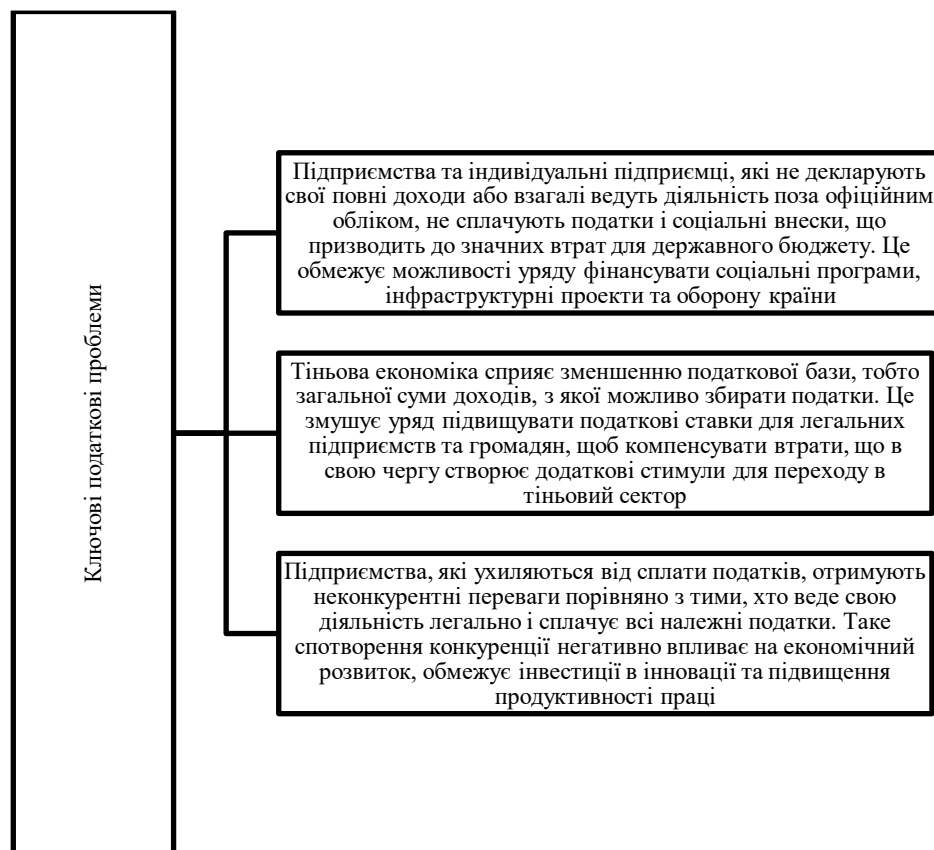 Ключові податкові проблеми
Підприємства та індивідуальні підприємці, які не декларують
свої повні доходи або взагалі ведуть діяльність поза офіційним
обліком, не сплачують податки і соціальні внески, що
призводить до значних втрат для державного бюджету. Це
обмежує можливості уряду фінансувати соціальні програми,
інфраструктурні проекти та оборону країни
Тіньова економіка сприяє зменшенню податкової бази, тобто
загальної суми доходів, з якої можливо збирати податки. Це
змушує уряд підвищувати податкові ставки для легальних
підприємств та громадян, щоб компенсувати втрати, що в
свою чергу створює додаткові стимули для переходу в
тіньовий сектор
Підприємства, які ухиляються від сплати податків, отримують
неконкурентні переваги порівняно з тими, хто веде свою
діяльність легально і сплачує всі належні податки. Таке
спотворення конкуренції негативно впливає на економічний
розвиток, обмежує інвестиції в інновації та підвищення
продуктивності праці